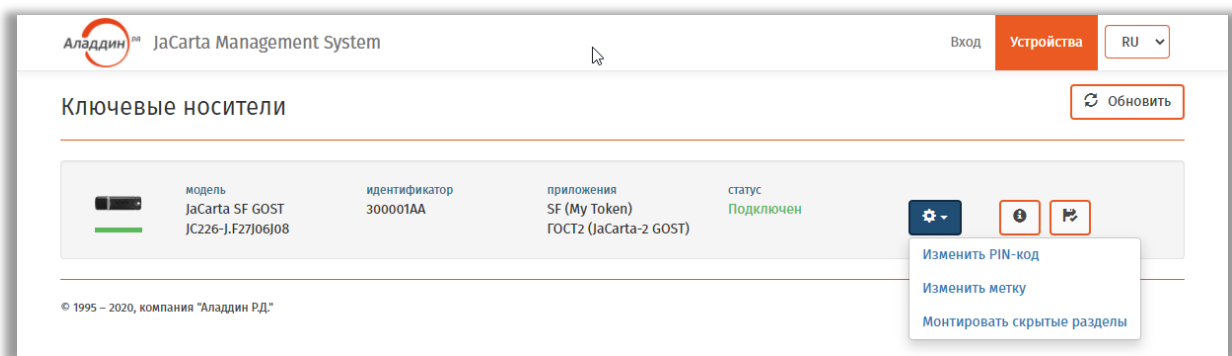 Аладдин РД JaCarta Management System Вход Устройства RU
Ключевые носители Обновить
модель идентификатор приложения статус
JaCarta SF GOST 300001AA SF (My Token) Подключен
JC226-J.F27J06J08 ГОСТ2 (JaCarta-2 GOST)
Изменить PIN-код
Изменить метку
Монтировать скрытые разделы
© 1995 – 2020, компания "Аладдин Р.Д."